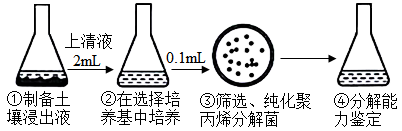 上清液
2mL
0.1mL
①制备土
壤浸出液
②在选择培
养基中培养
③筛选、纯化聚
丙烯分解菌
④分解能
力鉴定